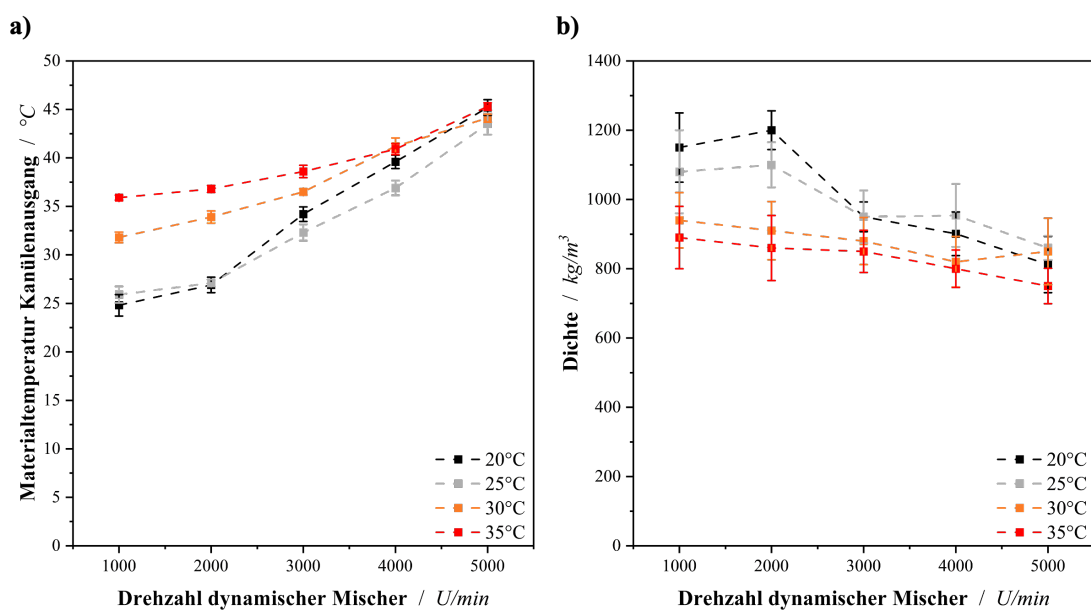 a)
Materialtemperatur Kanülenausgang / °C
50
45
40
35
30
25
20
15
10
5
0
1000 2000 3000 4000 5000
Drehzahl dynamischer Mischer / U/min
20°C
25°C
30°C
35°C
b)
Dichte / kg/m³
1400
1200
1000
800
600
400
200
0
1000 2000 3000 4000 5000
Drehzahl dynamischer Mischer / U/min
20°C
25°C
30°C
35°C